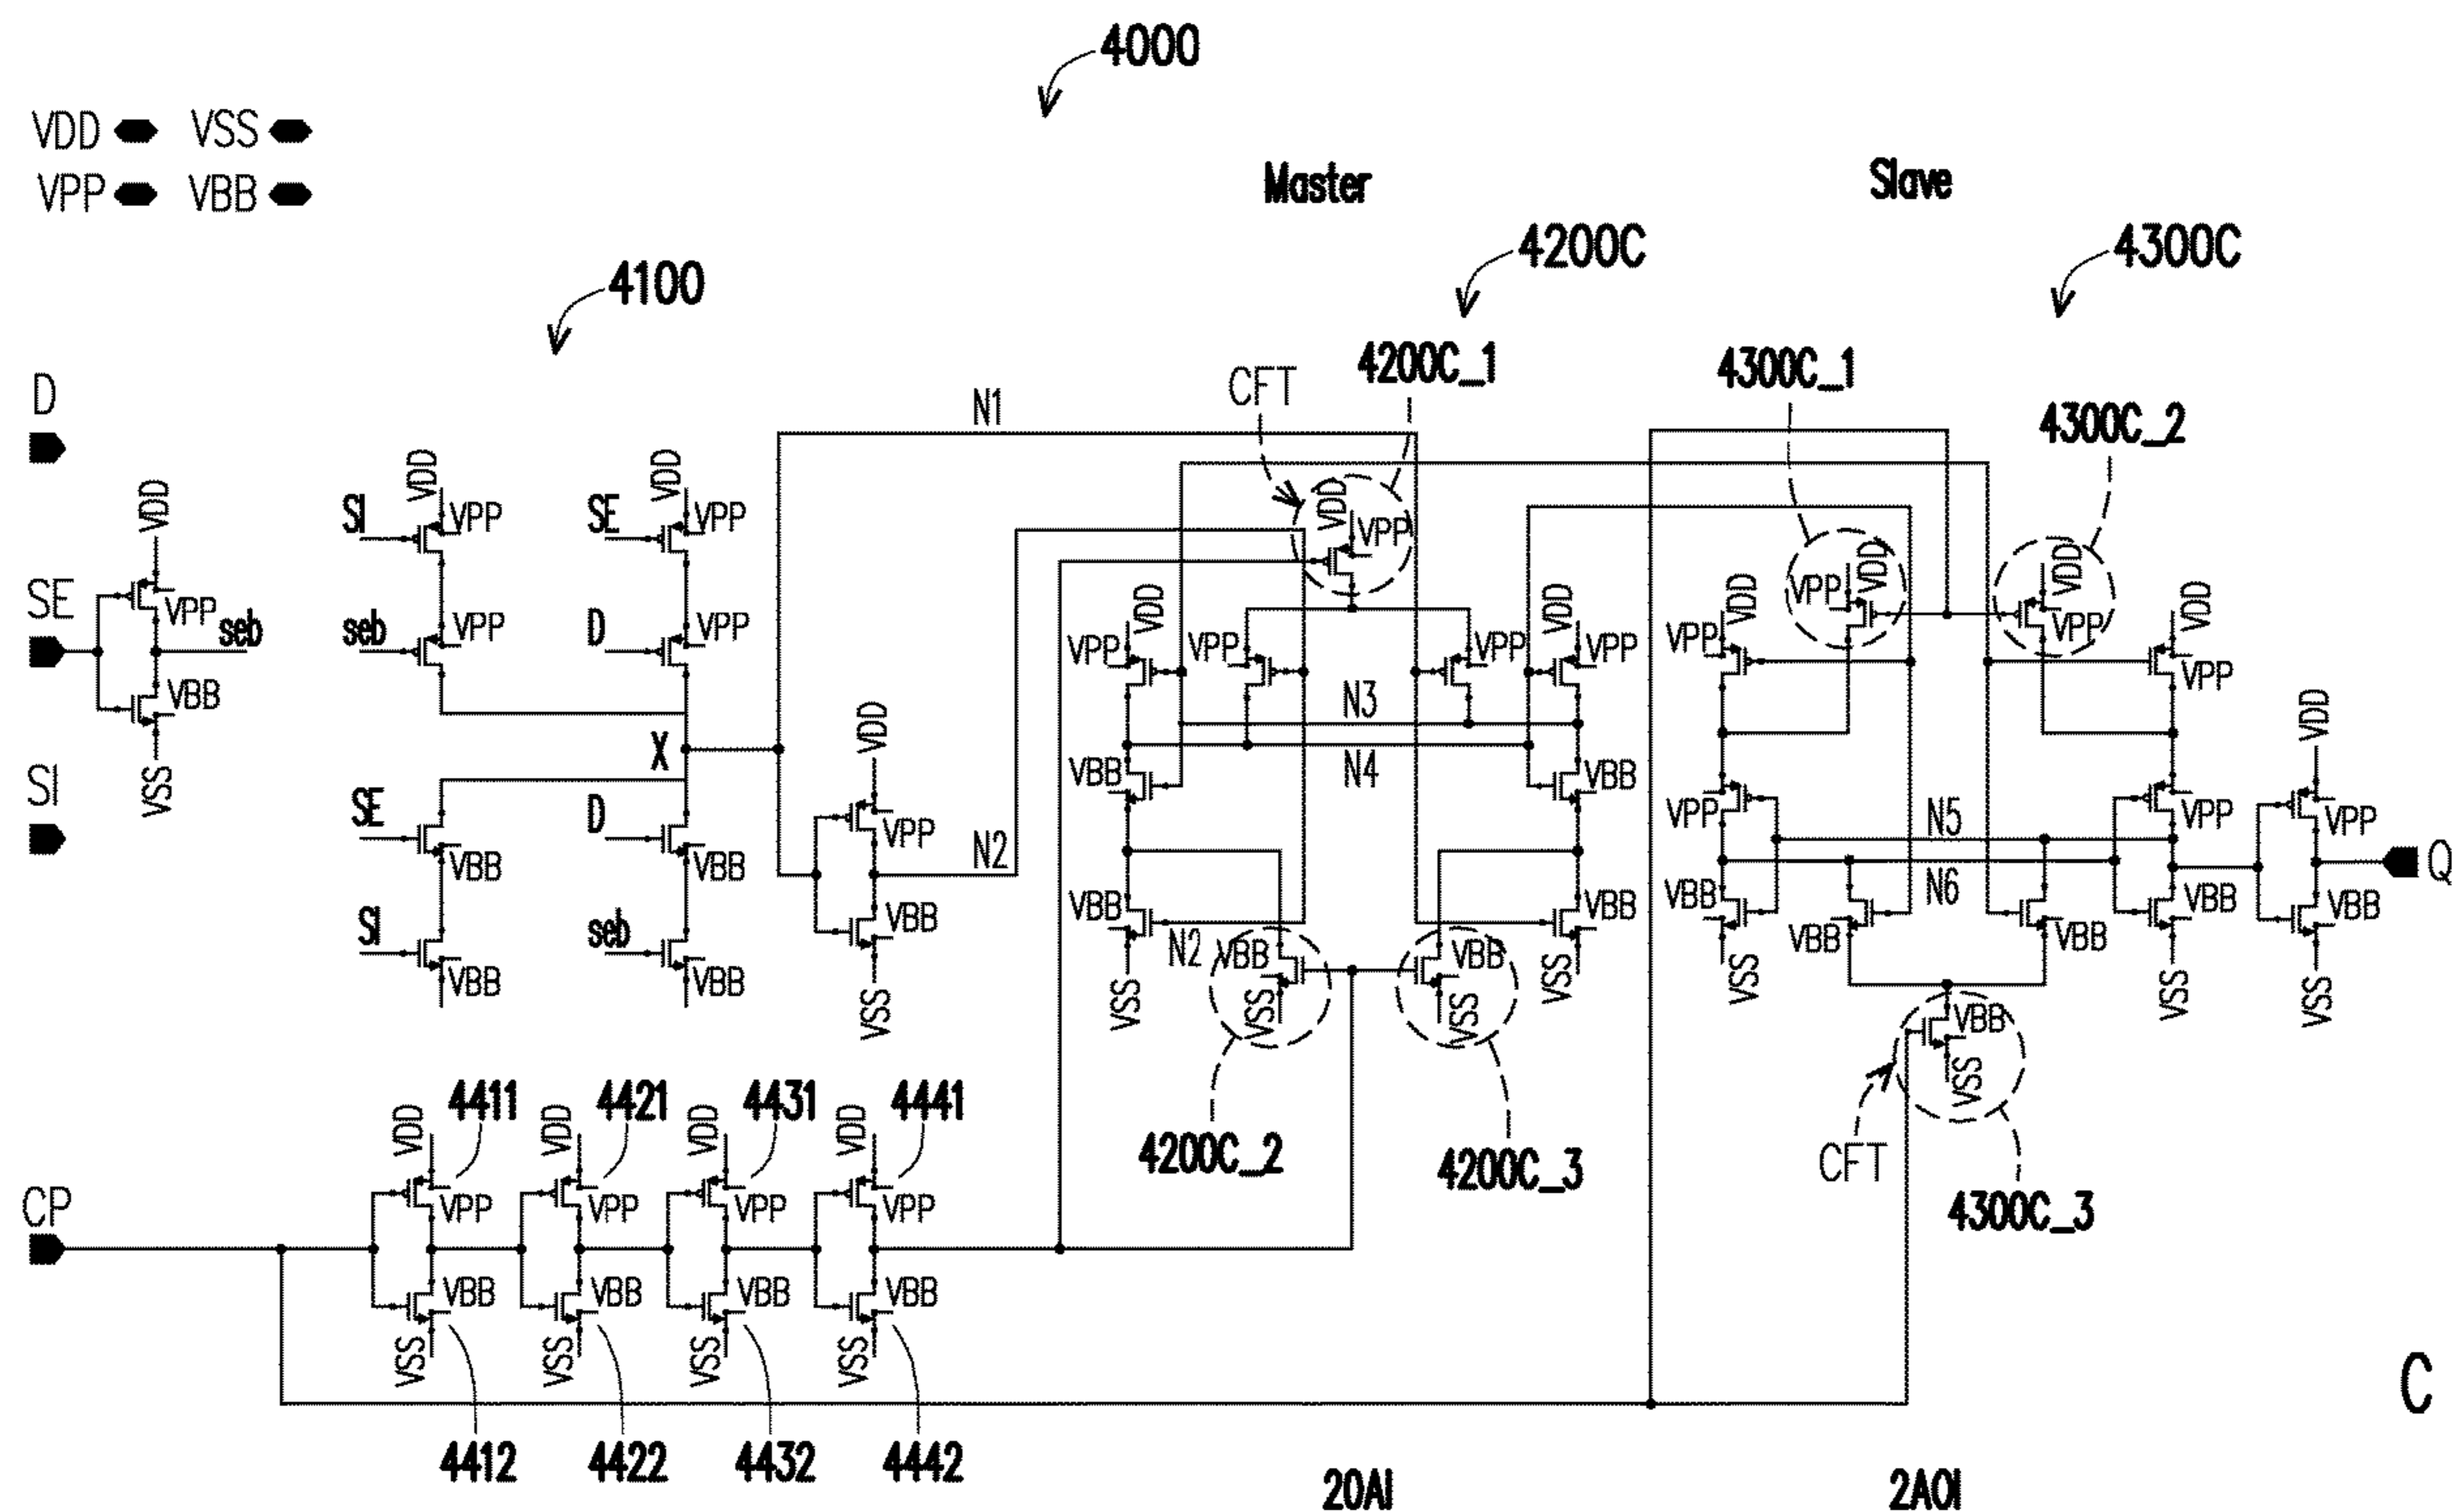 4000
VDD VSS
VPP VBB
Master
Slave
4200C
4300C
4100
4200C_1
4300C_1
CFT
4300C_2
D
N1
VDD
VDD
VDD
SI
VPP
SE
VPP
VDD
VPP
VDD
VPP
VDD
VDD
SE
VDD
VPP
seb
seb
VPP
D
VPP
VDD
VPP
VPP
VPP
VDD
VPP
VDD
VPP
VPP
VDD
VPP
VBB
N3
X
VDD
VDD
SI
VSS
VBB
N4
VBB
SE
VBB
D
VBB
VPP
N2
VPP
N5
VPP
VPP
Q
SI
VBB
seb
VBB
VBB
VSS
VBB
N2
VBB
VSS
VBB
VSS
VBB
VSS
VBB
VSS
N6
VBB
VBB
VBB
VSS
VBB
VSS
VBB
VSS
VBB
VSS
4411
4421
4431
4441
VDD
VDD
VDD
VDD
4200C_2
4200C_3
CFT
4300C_3
CP
VPP
VPP
VPP
VPP
VBB
VBB
VBB
VBB
VSS
VSS
VSS
VSS
C
4412
4422
4432
4442
20AI
2AOI